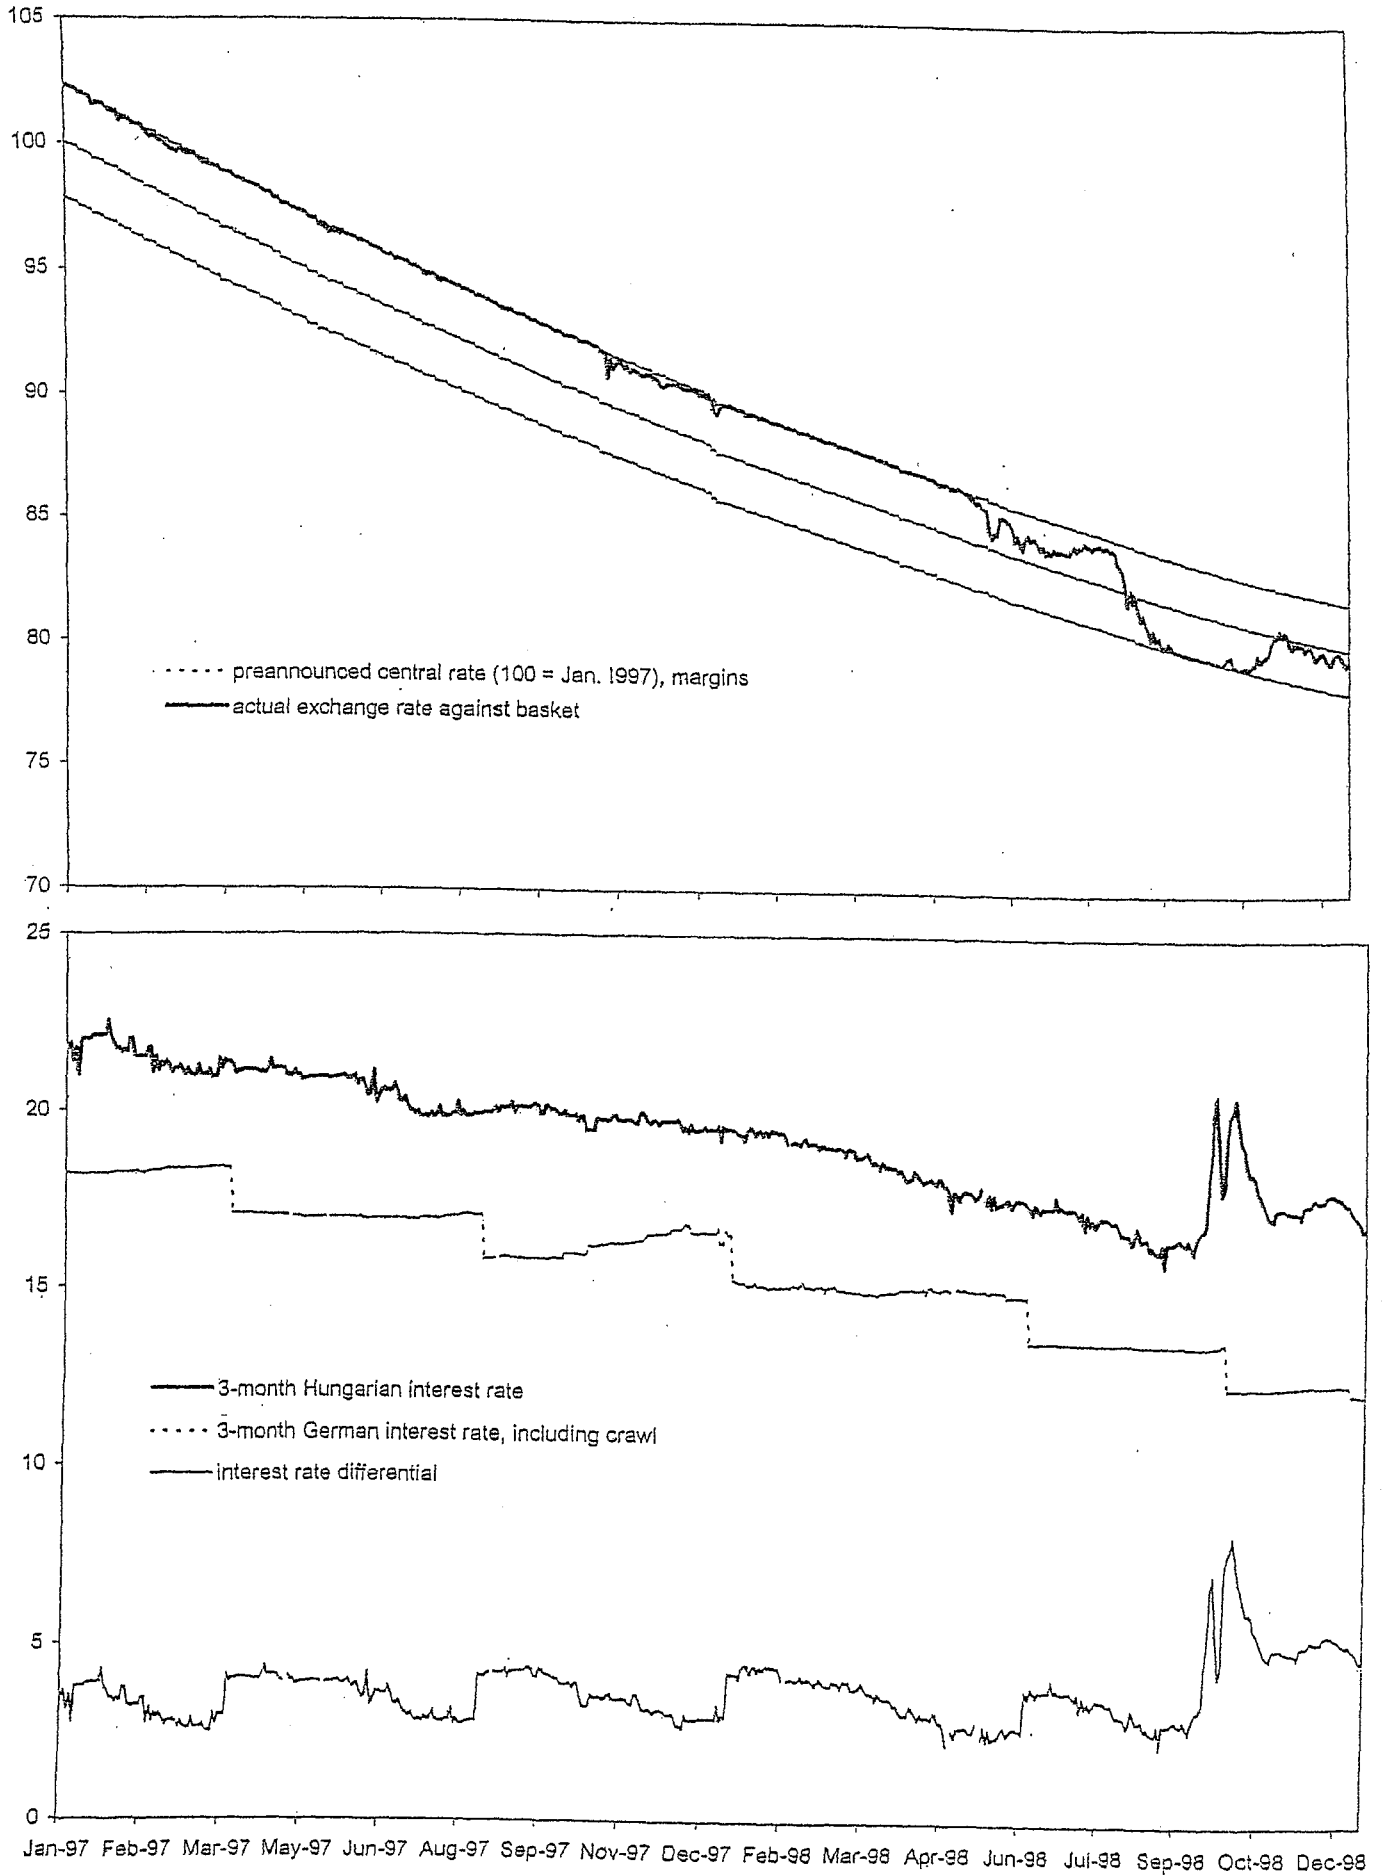 105
100
95
90
85
80
75
70
preannounced central rate (100 = Jan. 1997), margins
actual exchange rate against basket
25
20
15
10
5
0
3-month Hungarian interest rate
3-month German interest rate, including crawl
interest rate differential
Jan-97 Feb-97 Mar-97 May-97 Jun-97 Aug-97 Sep-97 Nov-97 Dec-97 Feb-98 Mar-98 Apr-98 Jun-98 Jul-98 Sep-98 Oct-98 Dec-98